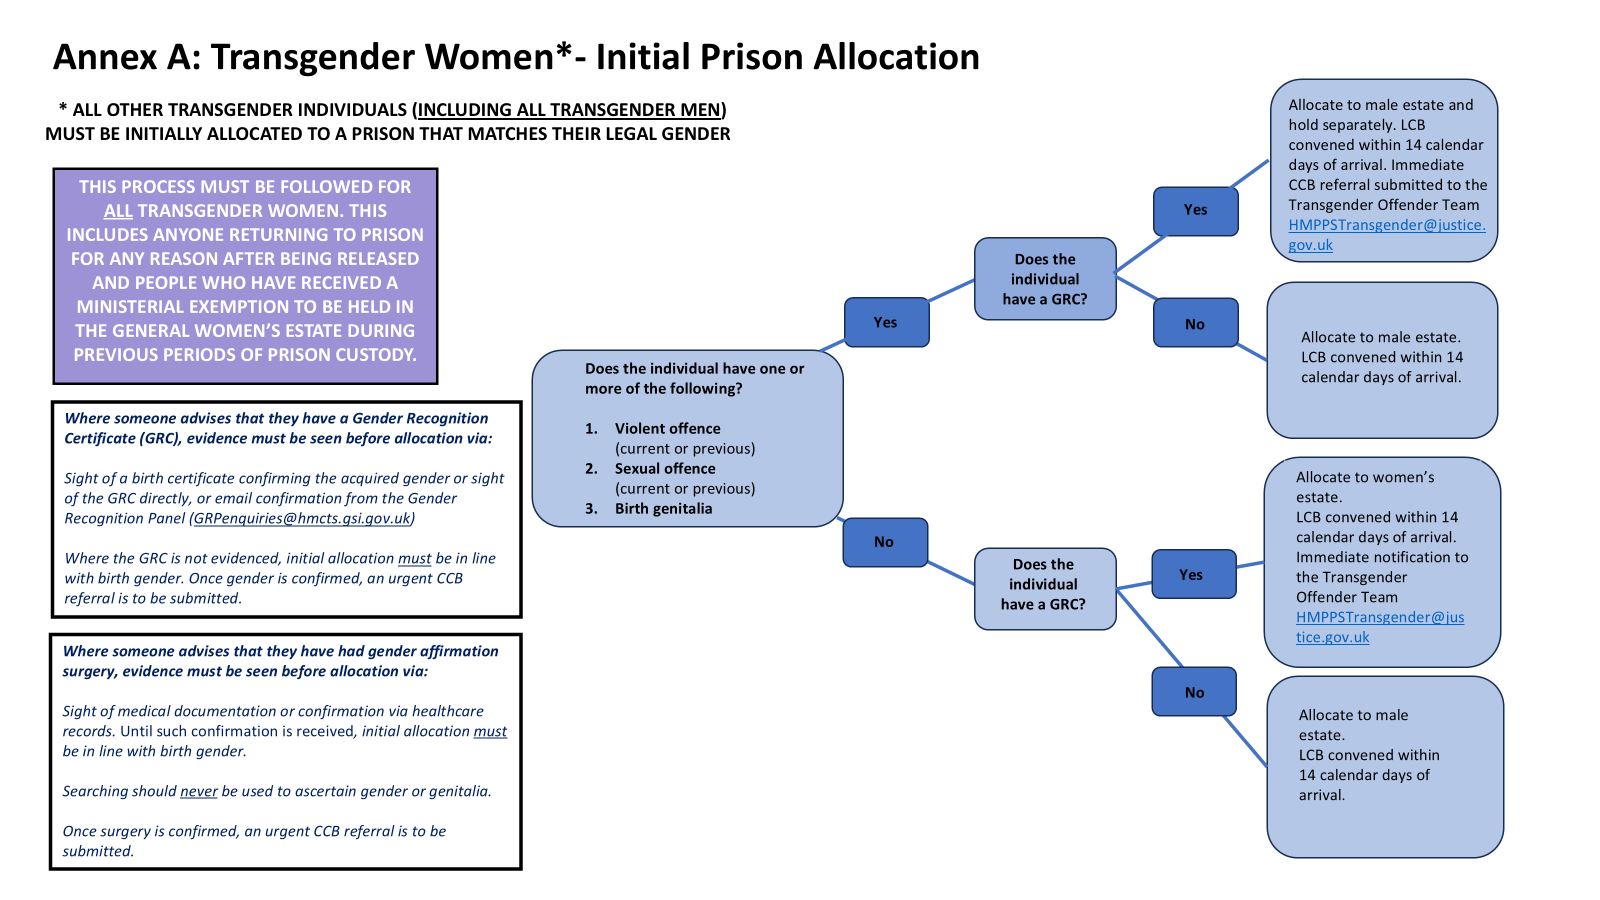 Annex A: Transgender Women*- Initial Prison Allocation
* ALL OTHER TRANSGENDER INDIVIDUALS (INCLUDING ALL TRANSGENDER MEN)
MUST BE INITIALLY ALLOCATED TO A PRISON THAT MATCHES THEIR LEGAL GENDER
THIS PROCESS MUST BE FOLLOWED FOR
ALL TRANSGENDER WOMEN. THIS
INCLUDES ANYONE RETURNING TO PRISON
FOR ANY REASON AFTER BEING RELEASED
AND PEOPLE WHO HAVE RECEIVED A
MINISTERIAL EXEMPTION TO BE HELD IN
THE GENERAL WOMEN'S ESTATE DURING
PREVIOUS PERIODS OF PRISON CUSTODY.
Where someone advises that they have a Gender Recognition
Certificate (GRC), evidence must be seen before allocation via:
Sight of a birth certificate confirming the acquired gender or sight
of the GRC directly, or email confirmation from the Gender
Recognition Panel (GRPenquiries@hmcts.gsi.gov.uk)
Where the GRC is not evidenced, initial allocation must be in line
with birth gender. Once gender is confirmed, an urgent CCB
referral is to be submitted.
Where someone advises that they have had gender affirmation
surgery, evidence must be seen before allocation via:
Sight of medical documentation or confirmation via healthcare
records. Until such confirmation is received, initial allocation must
be in line with birth gender.
Searching should never be used to ascertain gender or genitalia.
Once surgery is confirmed, an urgent CCB referral is to be
submitted.
Does the individual have one or
more of the following?
1. Violent offence
(current or previous)
2. Sexual offence
(current or previous)
3. Birth genitalia
Yes
Does the
individual
have a GRC?
Yes
Allocate to male estate and
hold separately. LCB
convened within 14 calendar
days of arrival. Immediate
CCB referral submitted to the
Transgender Offender Team
HMPPSTransgender@justice.
gov.uk
No
Allocate to male estate.
LCB convened within 14
calendar days of arrival.
No
Does the
individual
have a GRC?
Yes
Allocate to women's
estate.
LCB convened within 14
calendar days of arrival.
Immediate notification to
the Transgender
Offender Team
HMPPSTransgender@jus
tice.gov.uk
No
Allocate to male
estate.
LCB convened within
14 calendar days of
arrival.